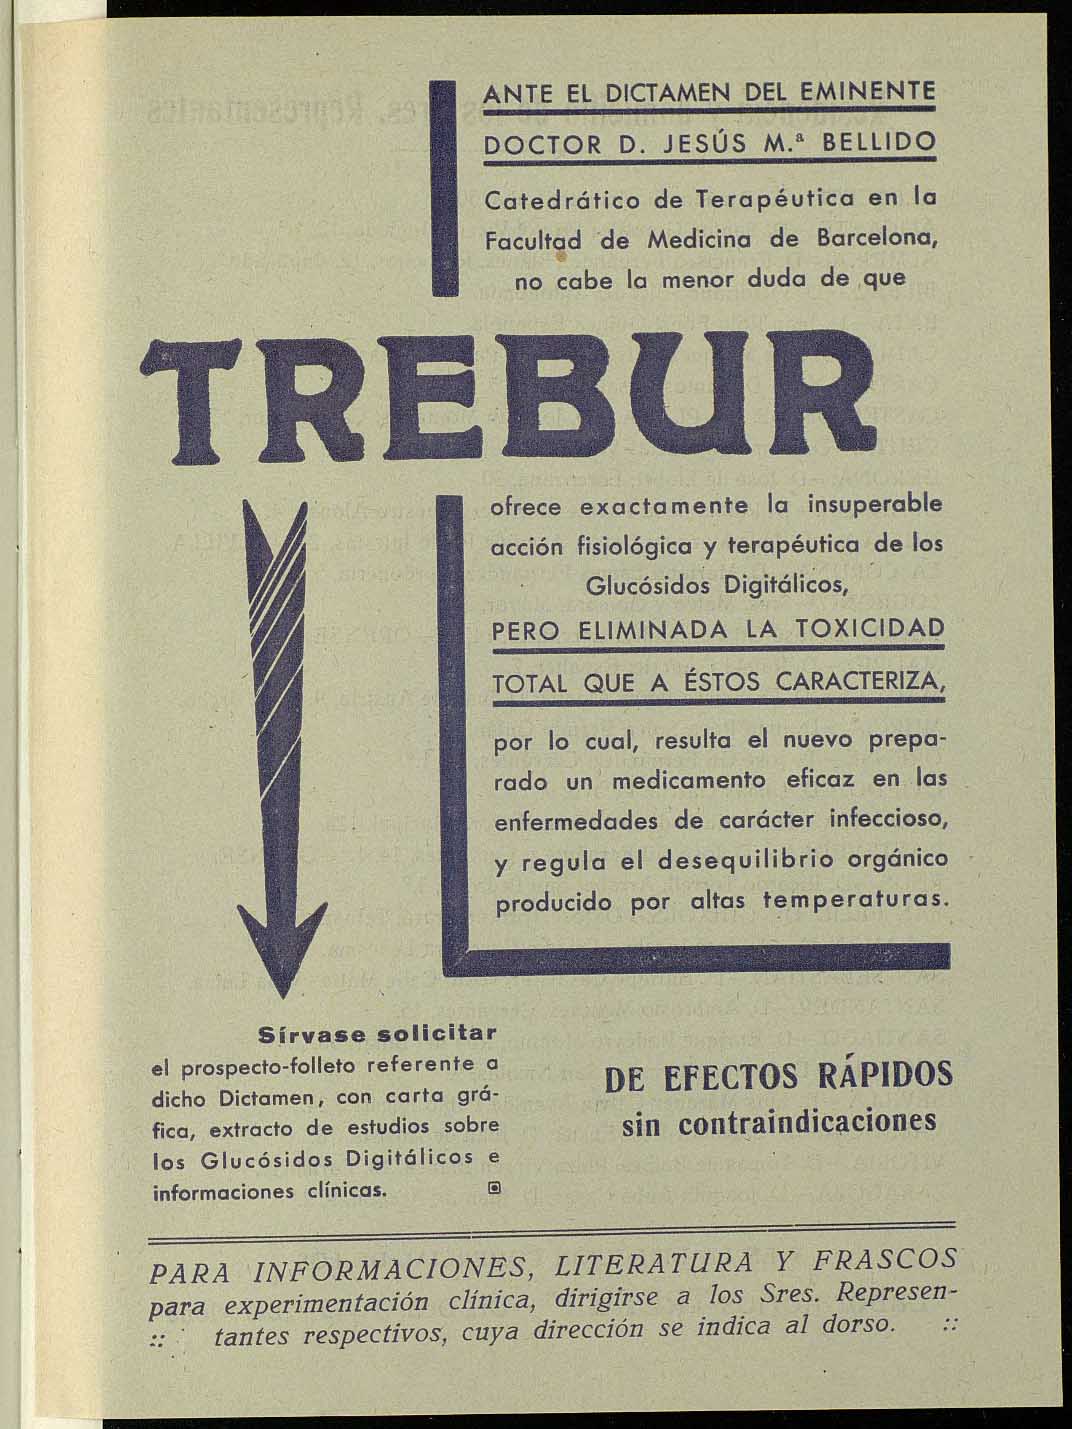 ANTE EL DICTAMEN DEL EMINENTE
DOCTOR D. JESÚS M.ª BELLIDO
Catedrático de Terapéutica en la
Facultad de Medicina de Barcelona,
no cabe la menor duda de que
TREBUR
ofrece exactamente la insuperable
acción fisiológica y terapéutica de los
Glucósidos Digitálicos,
PERO ELIMINADA LA TOXICIDAD
TOTAL QUE A ÉSTOS CARACTERIZA,
por lo cual, resulta el nuevo prepa-
rado un medicamento eficaz en las
enfermedades de carácter infeccioso,
y regula el desequilibrio orgánico
producido por altas temperaturas.
Sírvase solicitar
el prospecto-folleto referente a
dicho Dictamen, con carta grá-
fica, extracto de estudios sobre
los Glucósidos Digitálicos e
informaciones clínicas.
DE EFECTOS RÁPIDOS
sin contraindicaciones
PARA INFORMACIONES, LITERATURA Y FRASCOS
para experimentación clínica, dirigirse a los Sres. Represen-
:: tantes respectivos, cuya dirección se indica al dorso. ::